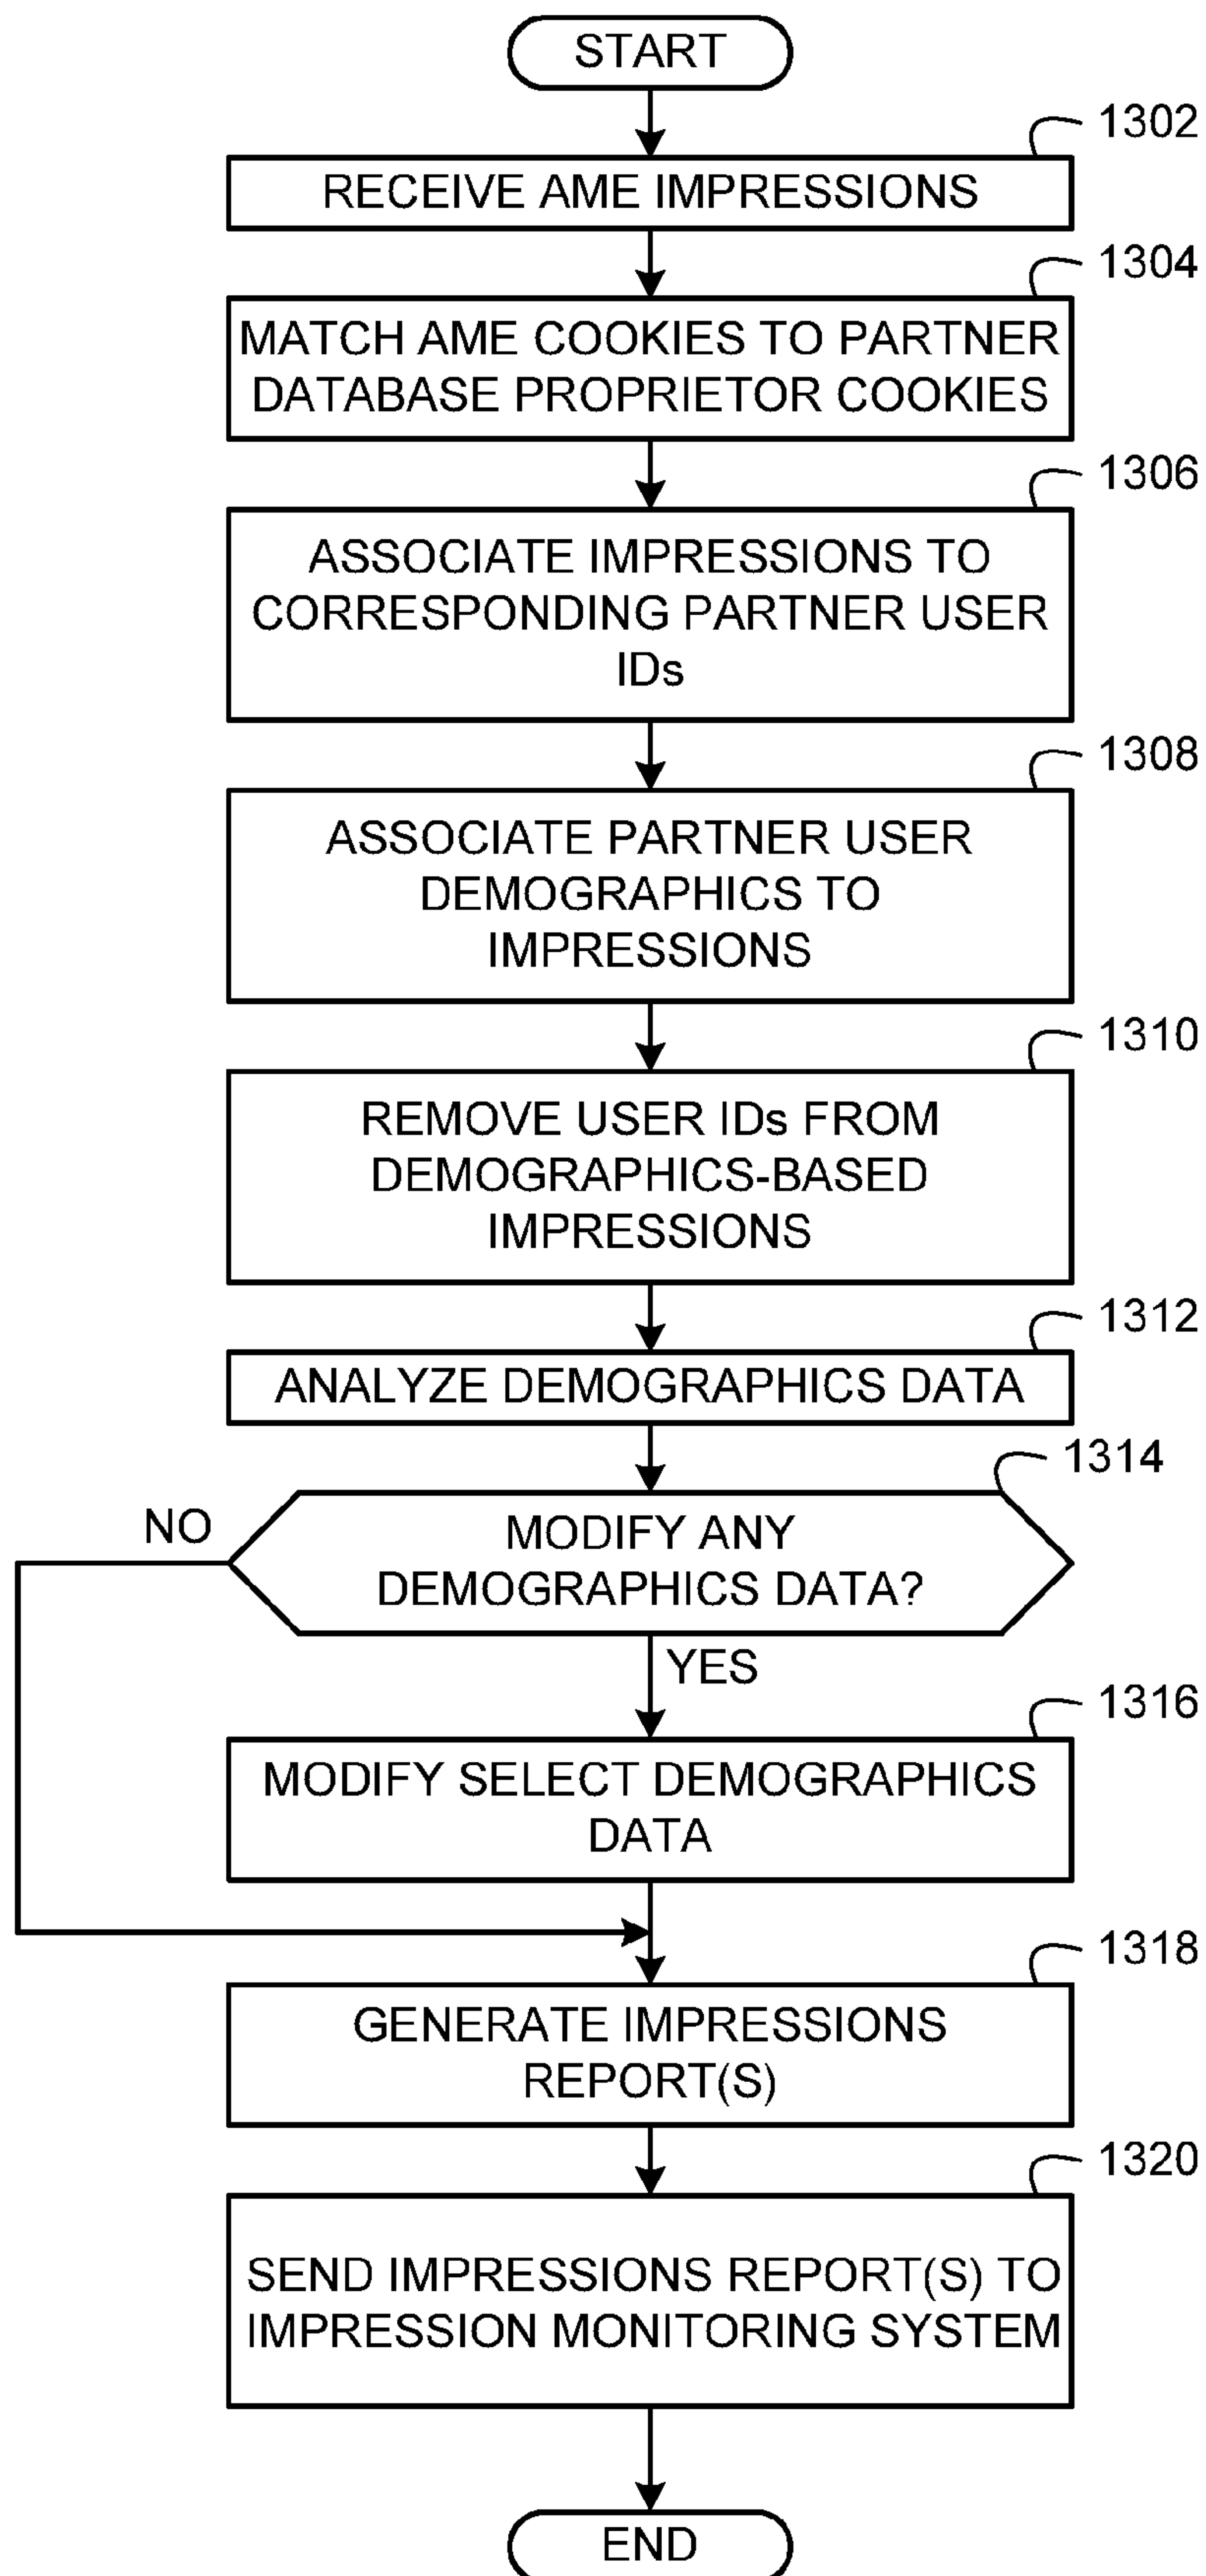 START
1302
RECEIVE AME IMPRESSIONS
1304
MATCH AME COOKIES TO PARTNER
DATABASE PROPRIETOR COOKIES
1306
ASSOCIATE IMPRESSIONS TO
CORRESPONDING PARTNER USER
IDs
1308
ASSOCIATE PARTNER USER
DEMOGRAPHICS TO
IMPRESSIONS
1310
REMOVE USER IDs FROM
DEMOGRAPHICS-BASED
IMPRESSIONS
1312
ANALYZE DEMOGRAPHICS DATA
1314
NO
MODIFY ANY
DEMOGRAPHICS DATA?
YES
1316
MODIFY SELECT DEMOGRAPHICS
DATA
1318
GENERATE IMPRESSIONS
REPORT(S)
1320
SEND IMPRESSIONS REPORT(S) TO
IMPRESSION MONITORING SYSTEM
END